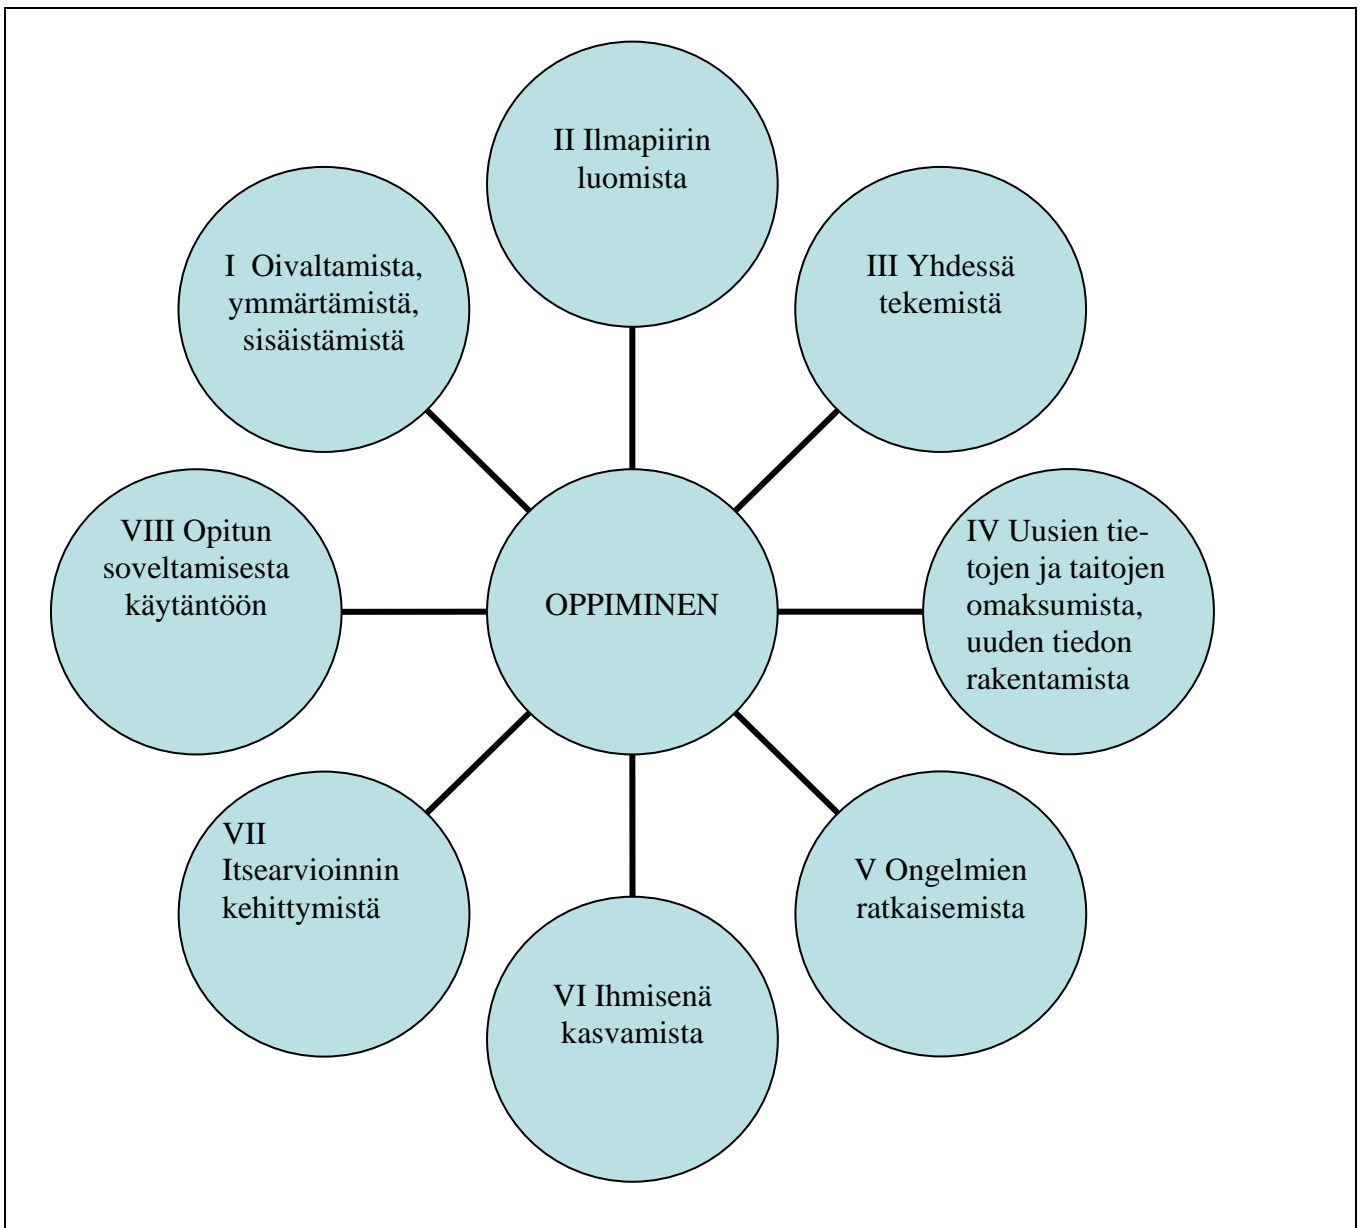 II Ilmapiirin
luomista
I Oivaltamista,
ymmärtämistä,
sisäistämistä
III Yhdessä
tekemistä
VIII Opitun
soveltamisesta
käytäntöön
OPPIMINEN
IV Uusien tie-
tojen ja taitojen
omaksumista,
uuden tiedon
rakentamista
VII
Itsearvioinnin
kehittymistä
V Ongelmien
ratkaisemista
VI Ihmisenä
kasvamista